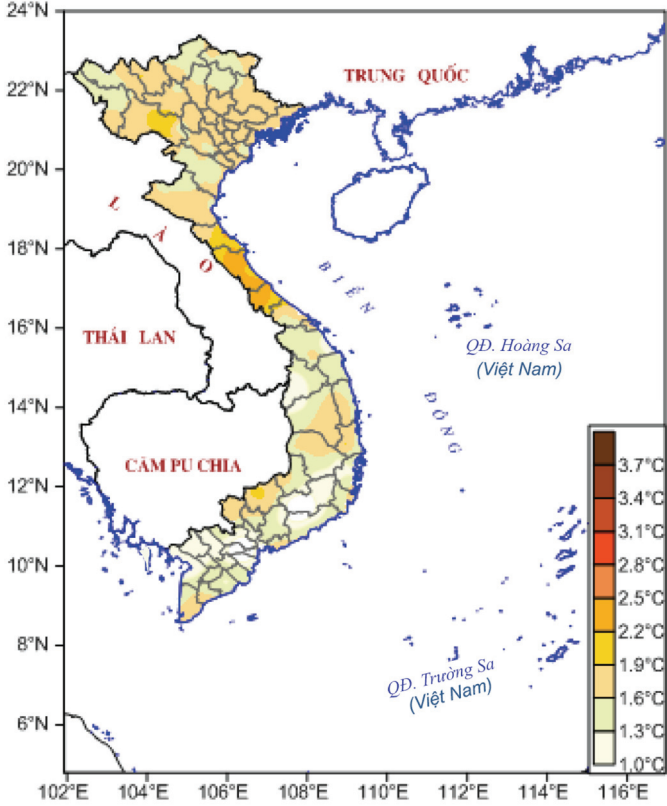 24°N
22°N
20°N
18°N
16°N
14°N
12°N
10°N
8°N
6°N
TRUNG QUỐC
LÀO
BIỂN ĐÔNG
THÁI LAN
QĐ. Hoàng Sa
(Việt Nam)
CĂM PU CHIA
QĐ. Trường Sa
(Việt Nam)
3.7°C
3.4°C
3.1°C
2.8°C
2.5°C
2.2°C
1.9°C
1.6°C
1.3°C
1.0°C
102°E 104°E 106°E 108°E 110°E 112°E 114°E 116°E